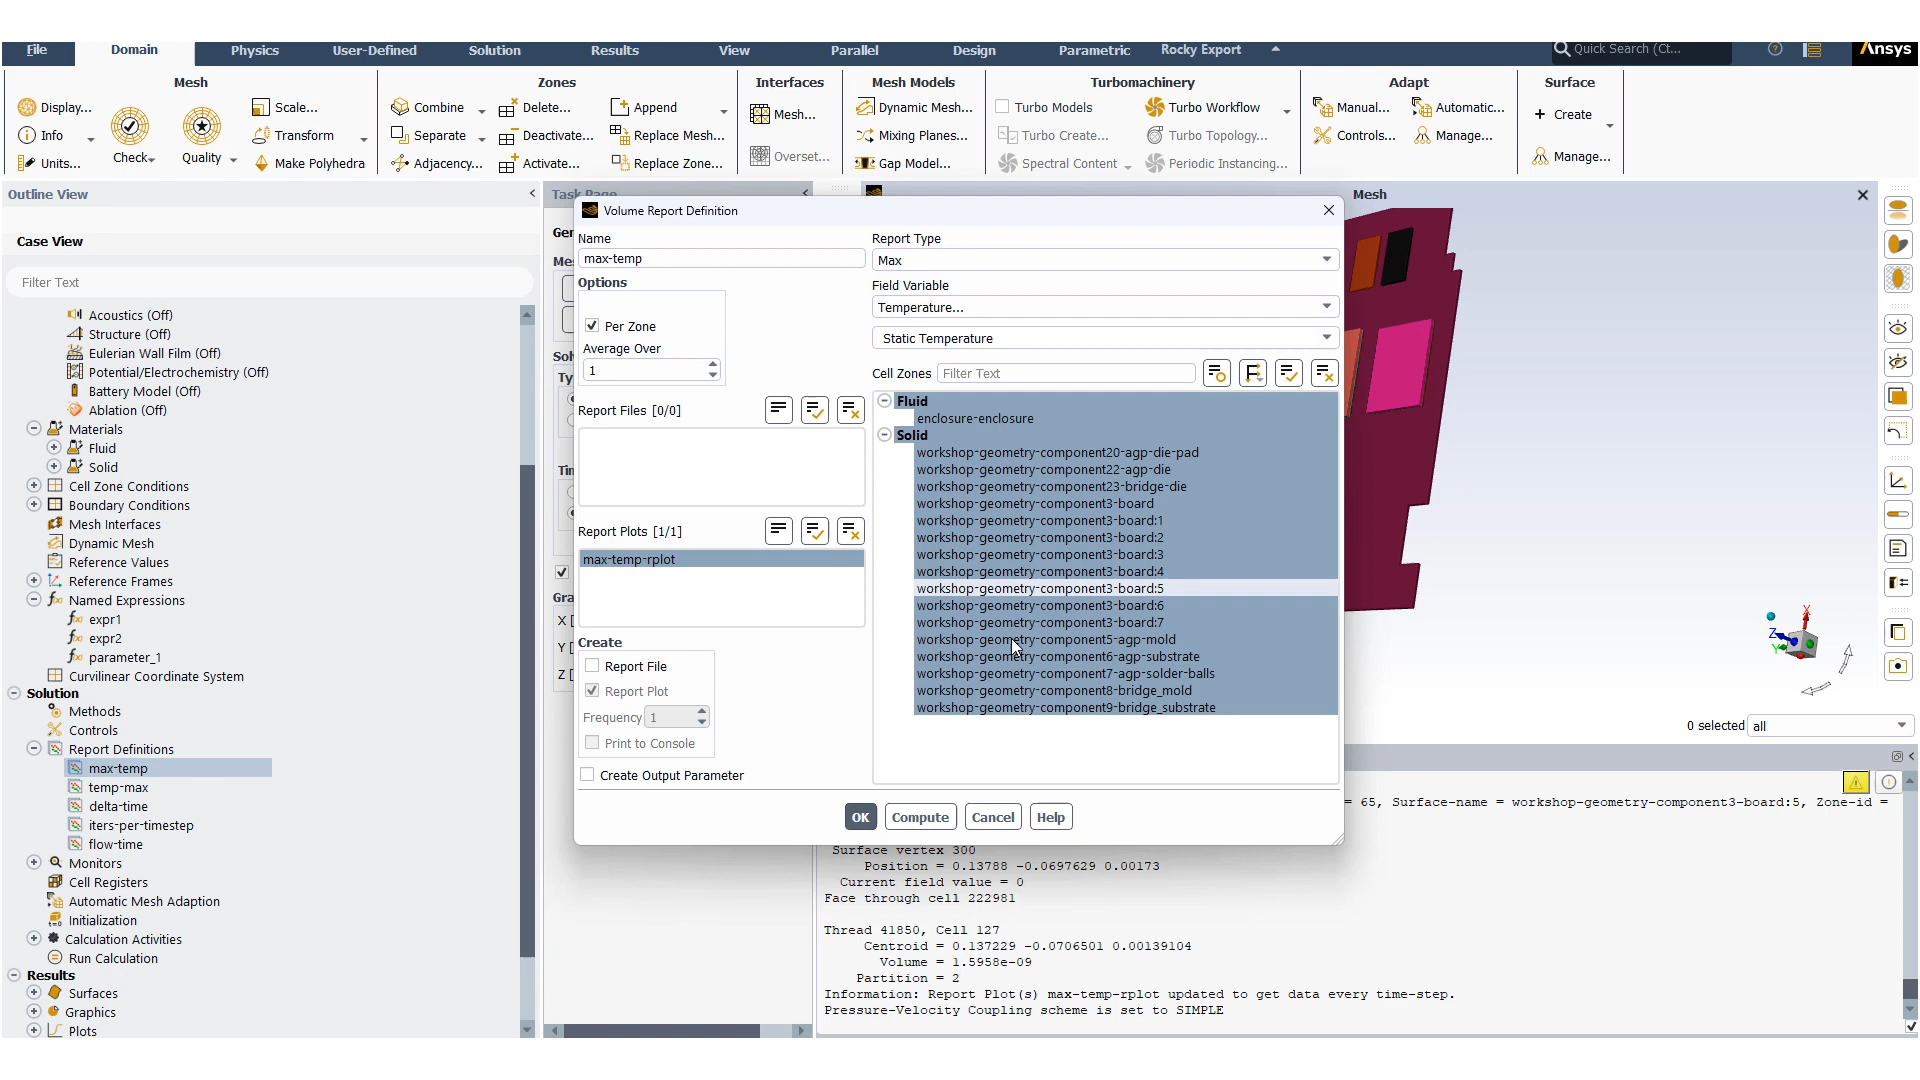 File Domain Physics User-Defined Solution Results View Parallel Design Parametric Rocky Export Quick Search (Ct... Ansys
Mesh
Display...
Info
Units...
Check
Quality
Scale...
Transform
Make Polyhedra
Zones
Combine
Separate
Adjacency...
Delete...
Deactivate...
Activate...
Append
Replace Mesh...
Replace Zone...
Interfaces
Mesh...
Overset...
Mesh Models
Dynamic Mesh...
Mixing Planes...
Gap Model...
Turbomachinery
Turbo Models
Turbo Create...
Spectral Content
Turbo Workflow
Turbo Topology...
Periodic Instancing...
Adapt
Manual...
Controls...
Automatic...
Manage...
Surface
Create
Manage...
Outline View
Case View
Filter Text
Acoustics (Off)
Structure (Off)
Eulerian Wall Film (Off)
Potential/Electrochemistry (Off)
Battery Model (Off)
Ablation (Off)
Materials
Fluid
Solid
Cell Zone Conditions
Boundary Conditions
Mesh Interfaces
Dynamic Mesh
Reference Values
Reference Frames
Named Expressions
expr1
expr2
parameter_1
Curvilinear Coordinate System
Solution
Methods
Controls
Report Definitions
max-temp
temp-max
delta-time
iters-per-timestep
flow-time
Monitors
Cell Registers
Automatic Mesh Adaption
Initialization
Calculation Activities
Run Calculation
Results
Surfaces
Graphics
Plots
Task Page
Volume Report Definition
Name
max-temp
Options
Per Zone
Average Over
1
Report Files [0/0]
Report Plots [1/1]
max-temp-rplot
Create
Report File
Report Plot
Frequency 1
Print to Console
Create Output Parameter
Report Type
Max
Field Variable
Temperature...
Static Temperature
Cell Zones Filter Text
Fluid
enclosure-enclosure
Solid
workshop-geometry-component20-agp-die-pad
workshop-geometry-component22-agp-die
workshop-geometry-component23-bridge-die
workshop-geometry-component3-board
workshop-geometry-component3-board:1
workshop-geometry-component3-board:2
workshop-geometry-component3-board:3
workshop-geometry-component3-board:4
workshop-geometry-component3-board:5
workshop-geometry-component3-board:6
workshop-geometry-component3-board:7
workshop-geometry-component5-agp-mold
workshop-geometry-component6-agp-substrate
workshop-geometry-component7-agp-solder-balls
workshop-geometry-component8-bridge_mold
workshop-geometry-component9-bridge_substrate
OK Compute Cancel Help
Mesh
X
Z
Y
0 selected all
= 65, Surface-name = workshop-geometry-component3-board:5, Zone-id =
Surface vertex 300
Position = 0.13788 -0.0697629 0.00173
Current field value = 0
Face through cell 222981
Thread 41850, Cell 127
Centroid = 0.137229 -0.0706501 0.00139104
Volume = 1.5958e-09
Partition = 2
Information: Report Plot(s) max-temp-rplot updated to get data every time-step.
Pressure-Velocity Coupling scheme is set to SIMPLE